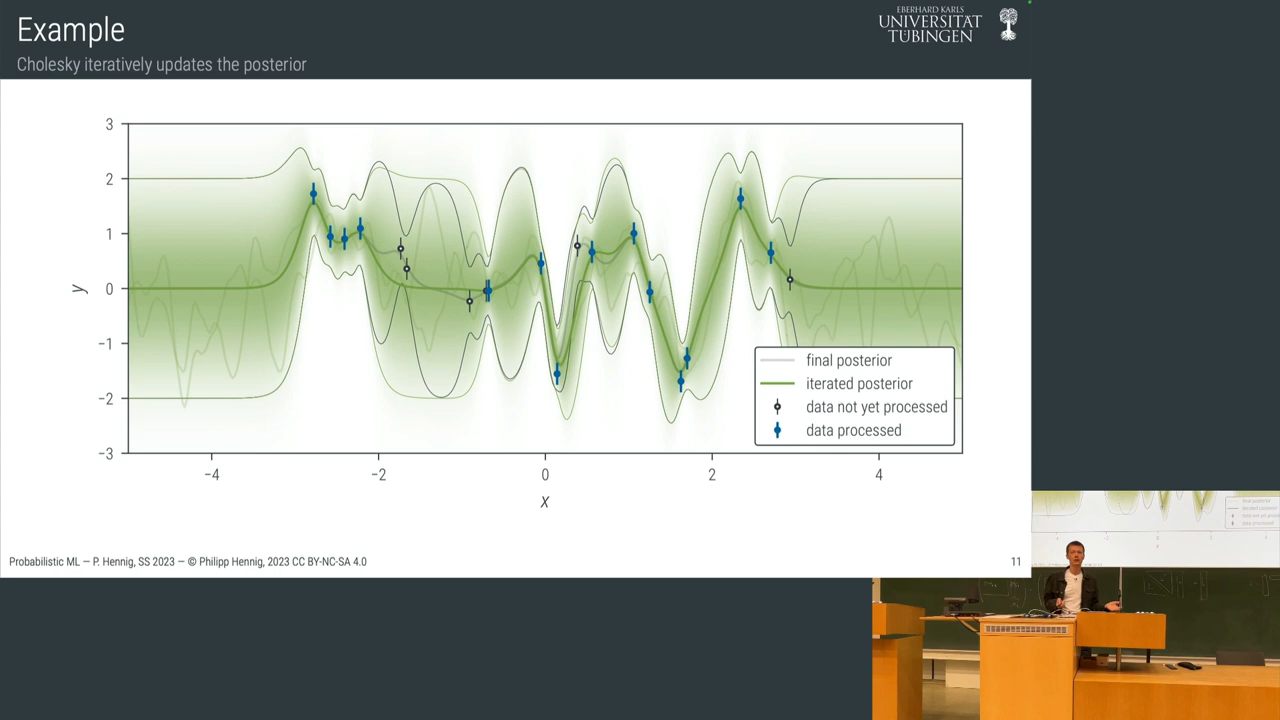 Example
Cholesky iteratively updates the posterior
EBERHARD KARLS
UNIVERSITÄT
TÜBINGEN
3
2
1
0
−1
−2
−3
y
−4
−2
0
2
4
x
final posterior
iterated posterior
data not yet processed
data processed
Probabilistic ML — P. Hennig, SS 2023 — © Philipp Hennig, 2023 CC BY-NC-SA 4.0
11